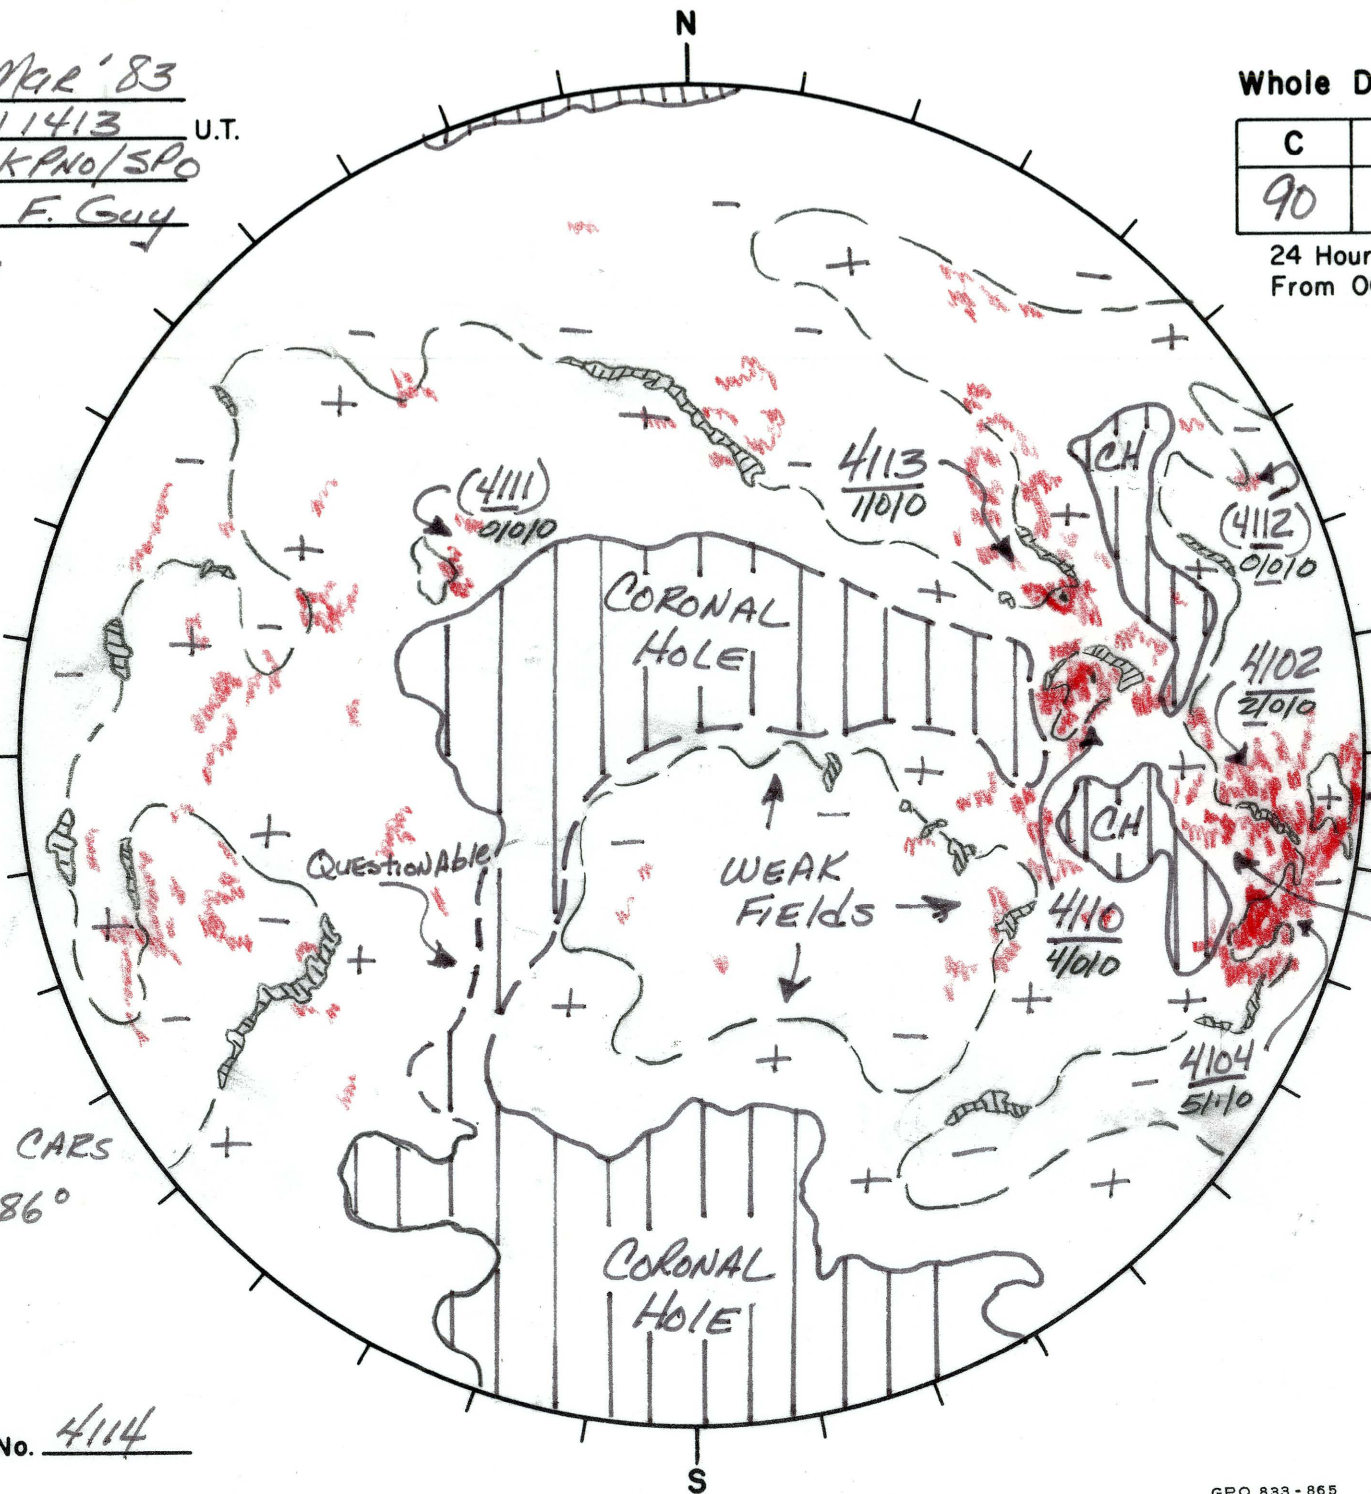 N
Mar '83
11413 U.T.
KPNO/SPO
F. Guy
Whole D
C
90
24 Hour
From 0
(4111)
0/0/0
4113
1/0/0
CH
(4112)
0/0/0
CORONAL
HOLE
4102
2/0/0
CH
QUESTIONAble
WEAK
FIElds
4110
4/0/0
4104
5/1/0
CARS
86°
CORONAL
HOLE
No. 4114
S
GPO 833-865